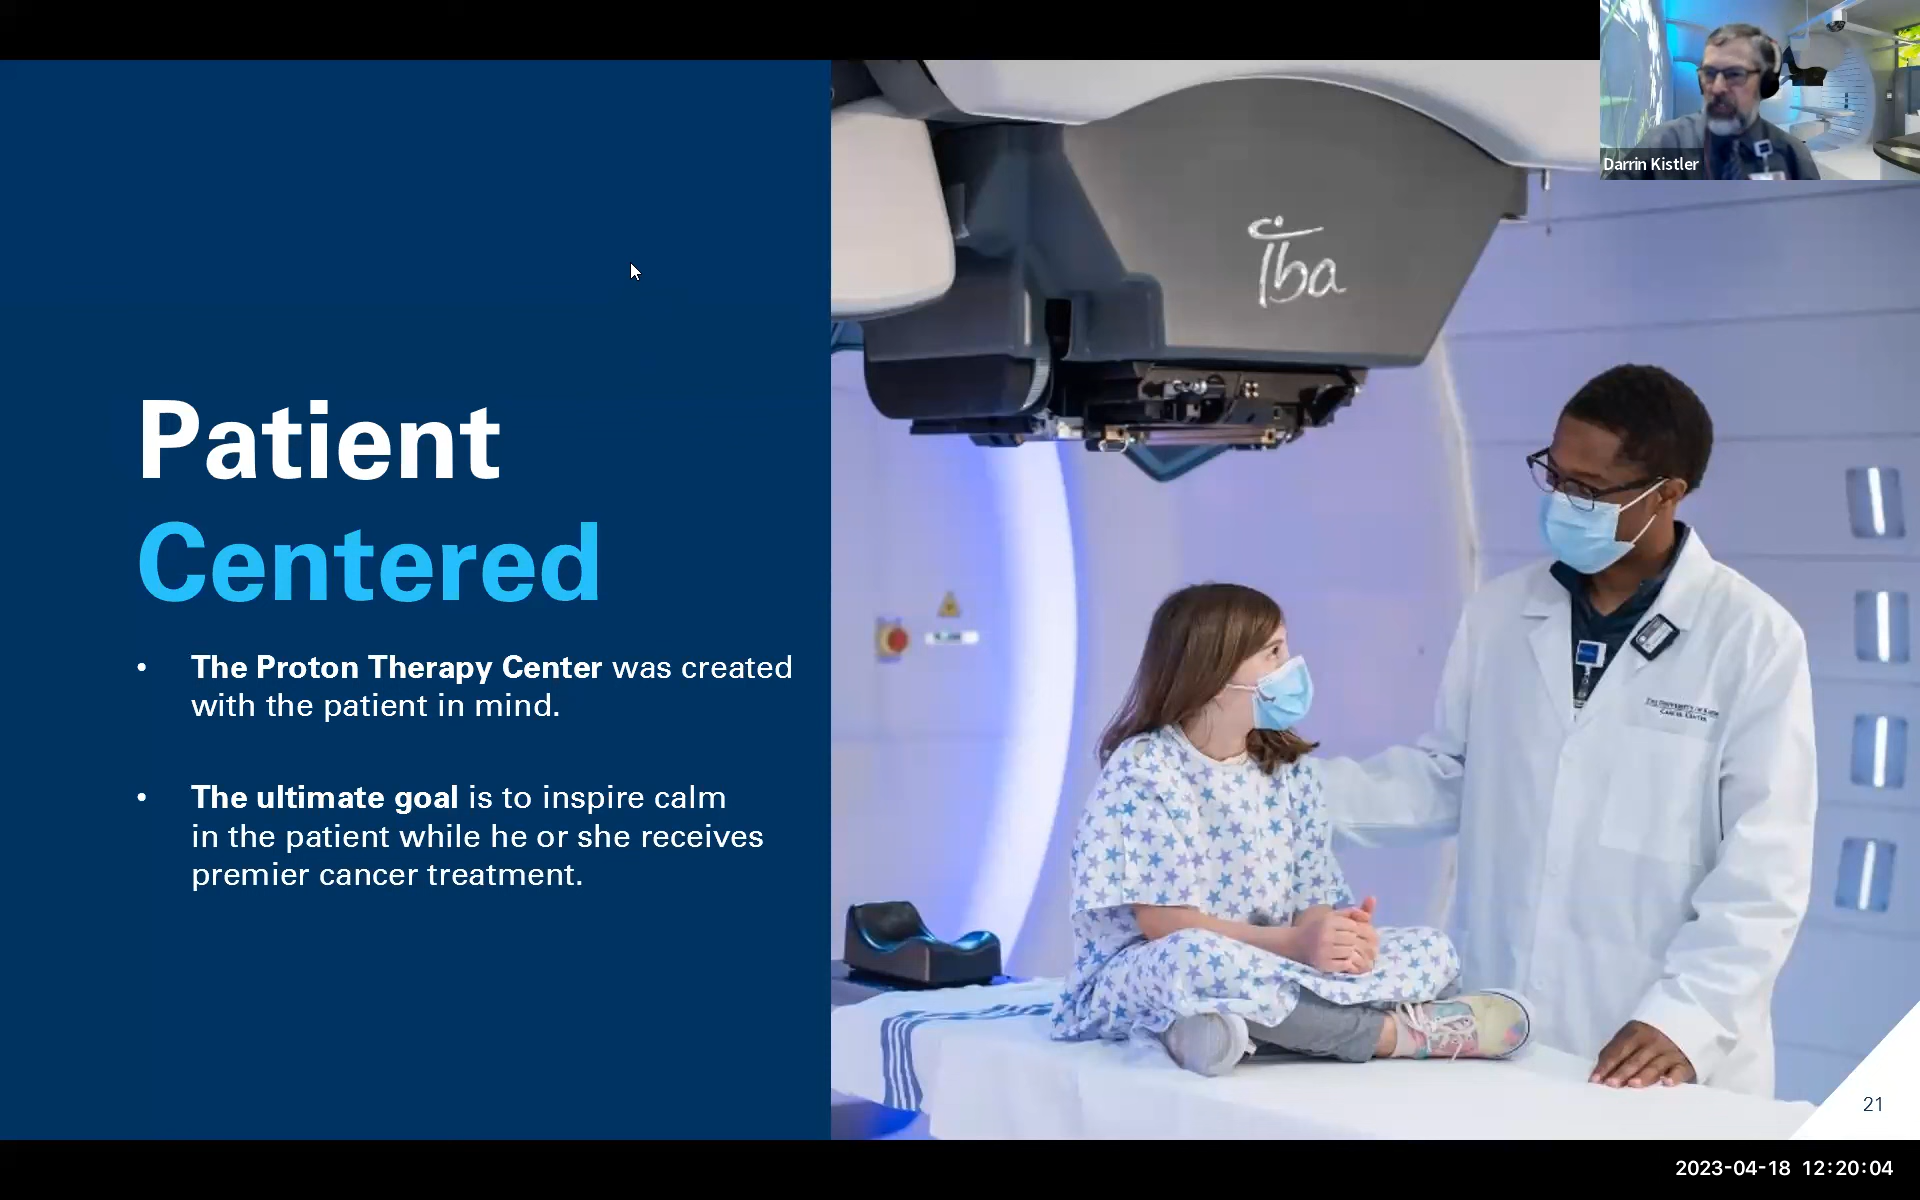 Darrin Kistler
iba
Patient
Centered
• The Proton Therapy Center was created
with the patient in mind.
• The ultimate goal is to inspire calm
in the patient while he or she receives
premier cancer treatment.
Cancer Center
21
2023-04-18 12:20:04